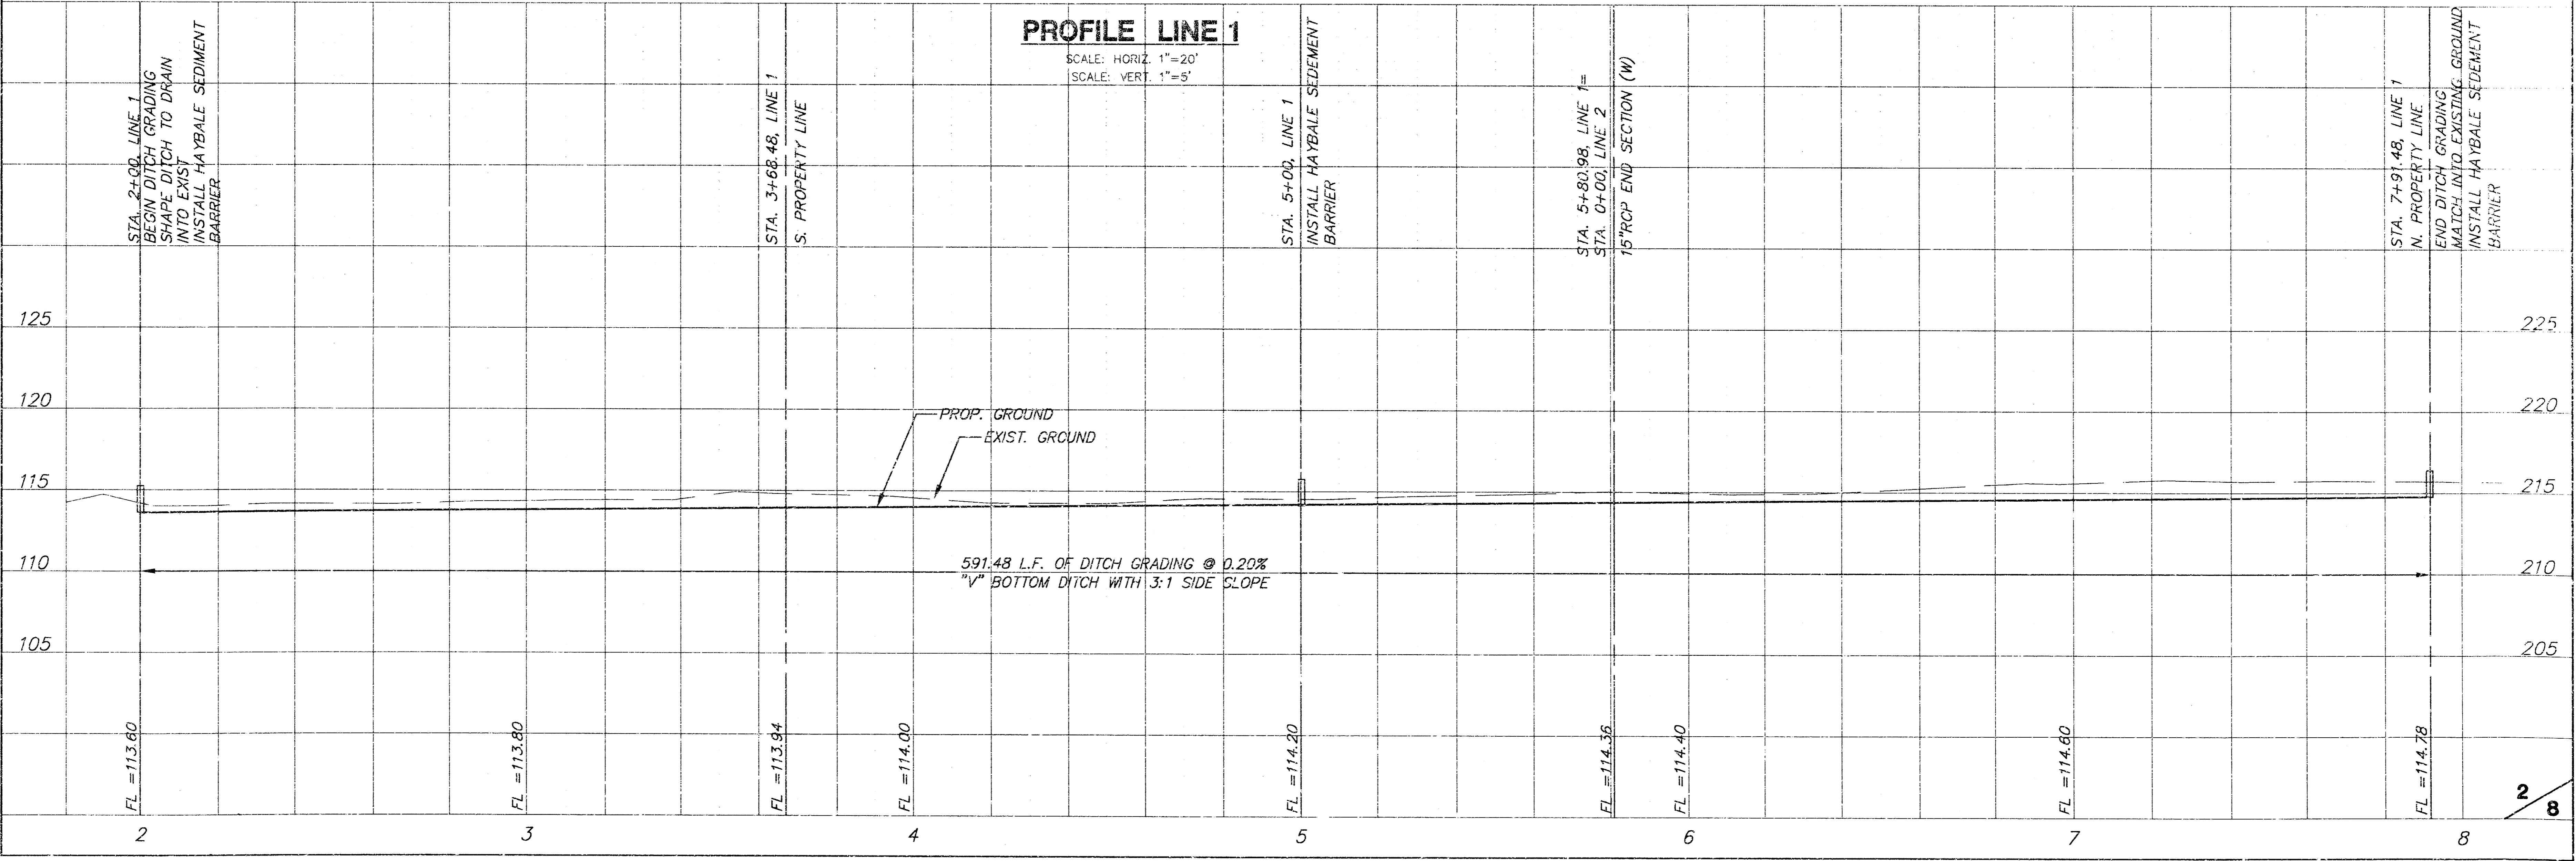 PROFILE LINE 1
SCALE: HORIZ. 1"=20'
SCALE: VERT. 1"=5'
STA. 2+00, LINE 1
BEGIN DITCH GRADING
SHAPE DITCH TO DRAIN
INTO EXIST
INSTALL HAYBALE SEDIMENT
BARRIER
STA. 3+68.48, LINE 1
S. PROPERTY LINE
STA. 5+00, LINE 1
INSTALL HAYBALE SEDEMENT
BARRIER
STA. 5+80.98, LINE 1=
STA. 0+00, LINE 2
15"RCP END SECTION (W)
STA. 7+91.48, LINE 1
N. PROPERTY LINE
END DITCH GRADING
MATCH INTO EXISTING GROUND
INSTALL HAYBALE SEDEMENT
BARRIER
125
225
120
220
PROP. GROUND
EXIST. GROUND
115
215
110
210
591.48 L.F. OF DITCH GRADING @ 0.20%
"V" BOTTOM DITCH WITH 3:1 SIDE SLOPE
105
205
FL =113.60
FL =113.80
FL =113.94
FL =114.00
FL =114.20
FL =114.36
FL =114.40
FL =114.60
FL =114.78
2
3
4
5
6
7
8
2/8